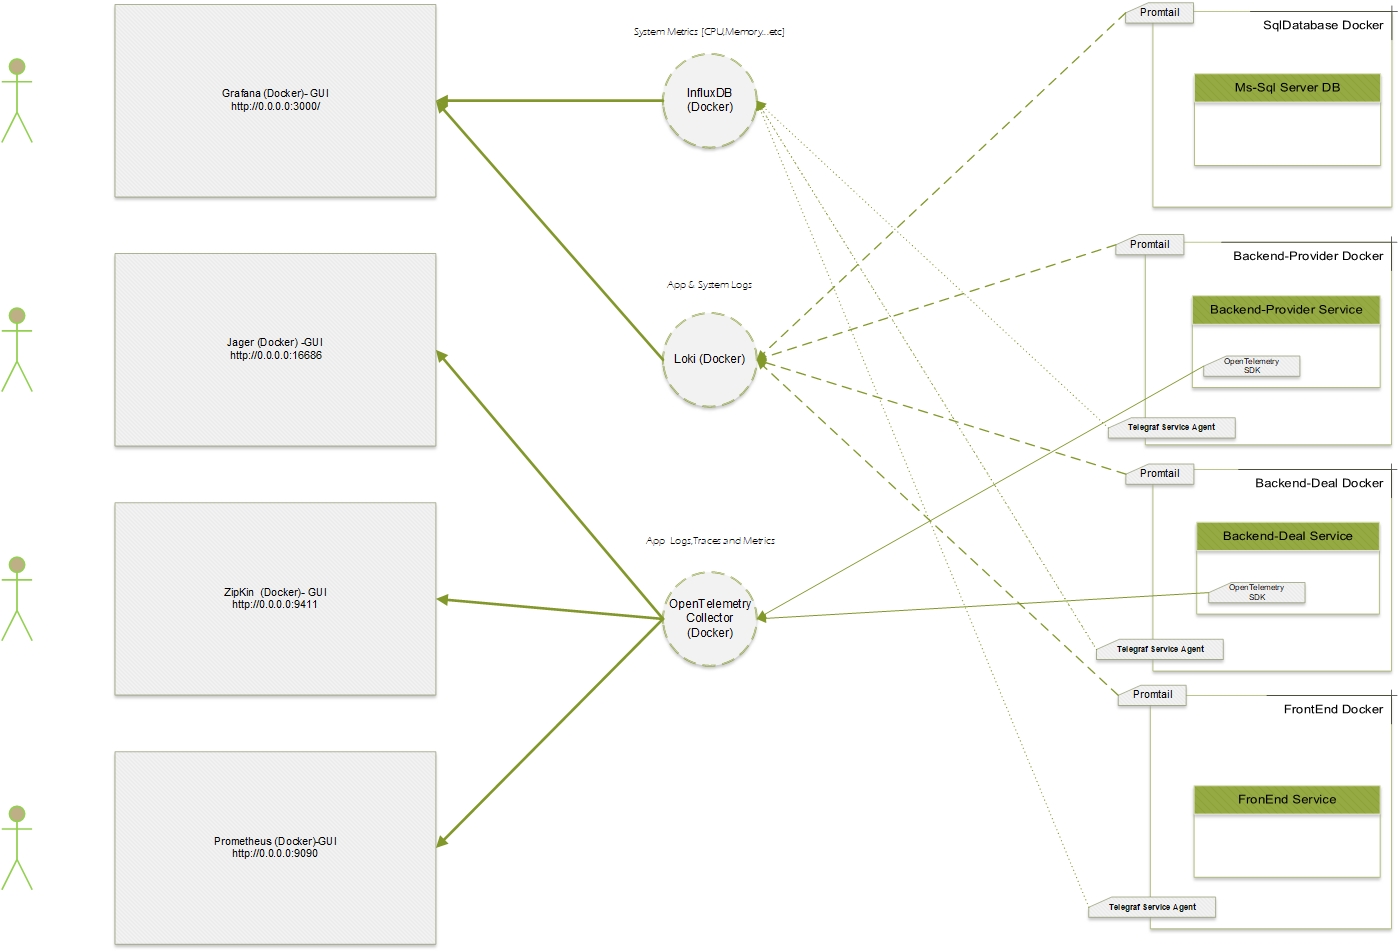 System Metrics [CPU,Memory...etc]
Grafana (Docker)- GUI
http://0.0.0.0:3000/
InfluxDB
(Docker)
Promtail
SqlDatabase Docker
Ms-Sql Server DB
Jager (Docker) -GUI
http://0.0.0.0:16686
App & System Logs
Loki (Docker)
Promtail
Backend-Provider Docker
Backend-Provider Service
OpenTelemetry
SDK
Telegraf Service Agent
ZipKin  (Docker)- GUI
http://0.0.0.0:9411
App  Logs,Traces and Metrics
OpenTelemetry
Collector
(Docker)
Promtail
Backend-Deal Docker
Backend-Deal Service
OpenTelemetry
SDK
Telegraf Service Agent
Prometheus (Docker)-GUI
http://0.0.0.0:9090
Promtail
FrontEnd Docker
FronEnd Service
Telegraf Service Agent